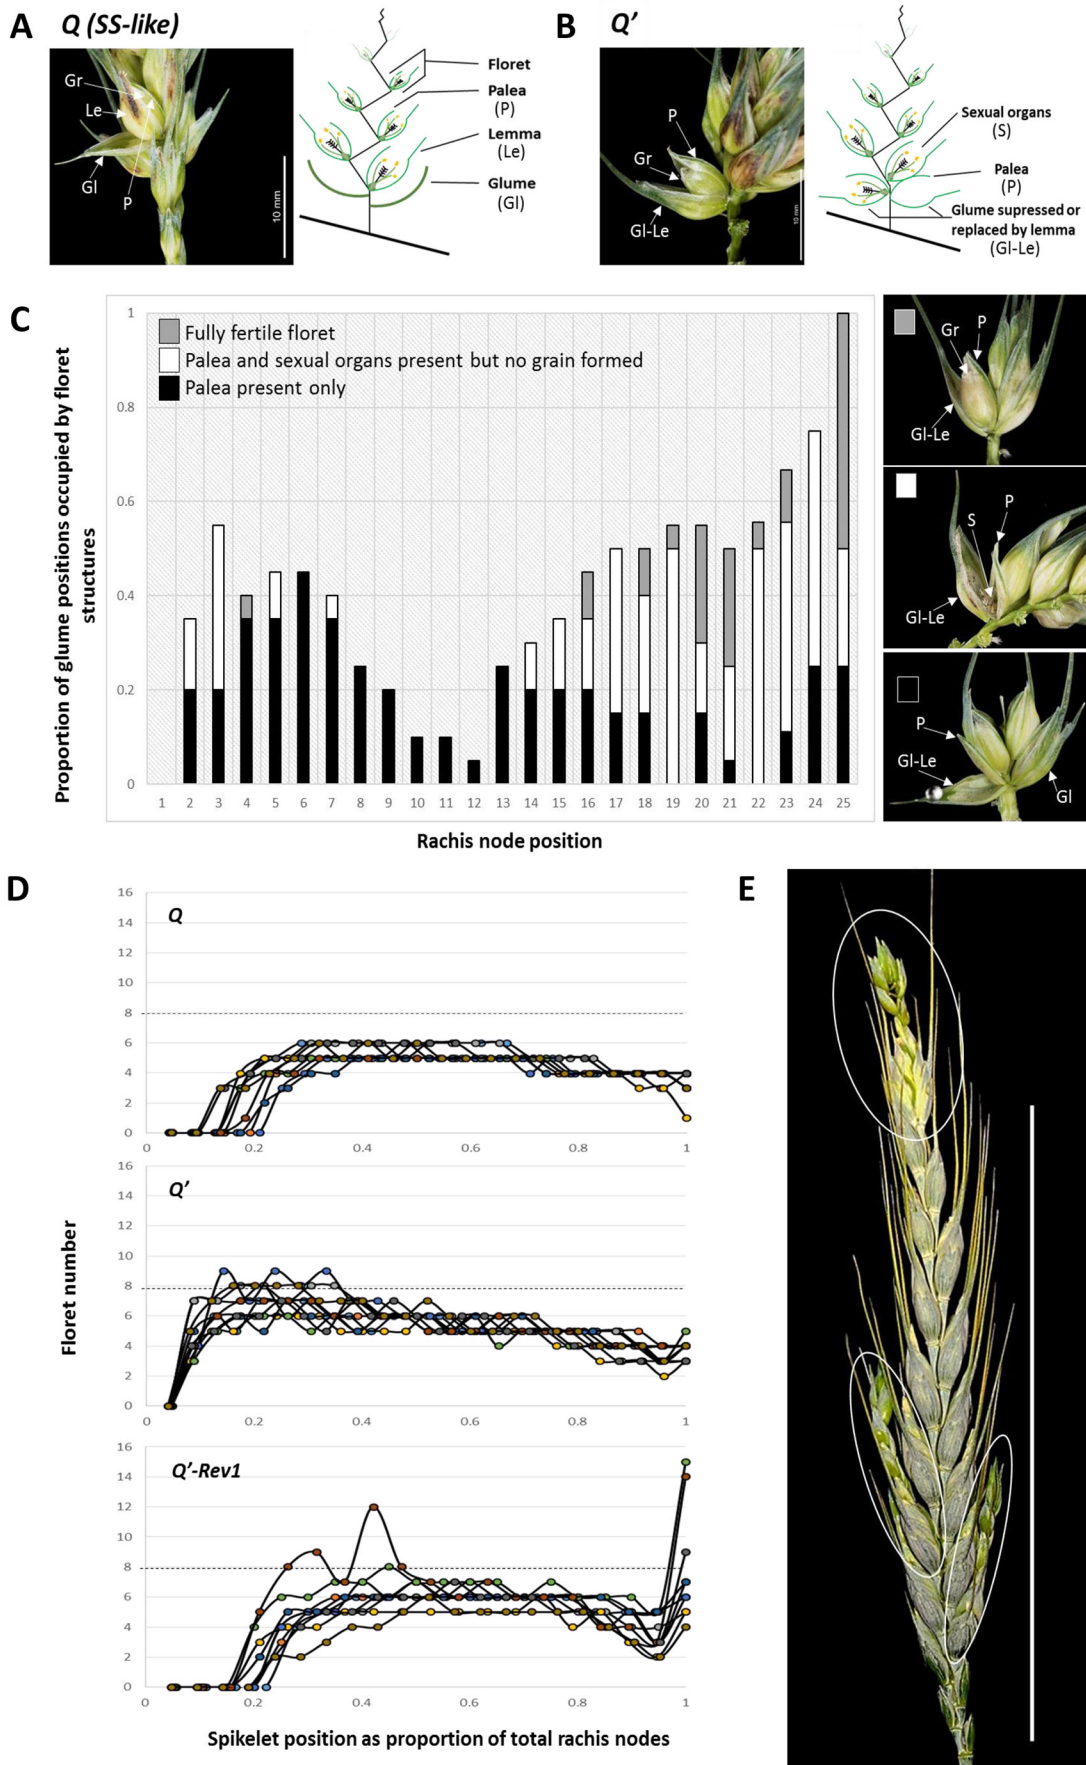 A
Q (SS-like)
Gr
Le
Gl
P
10 mm
Floret
Palea
(P)
Lemma
(Le)
Glume
(Gl)
B
Q’
P
Gr
Gl-Le
10 mm
Sexual organs
(S)
Palea
(P)
Glume supressed or
replaced by lemma
(Gl-Le)
C
Proportion of glume positions occupied by floret
structures
1
0.8
0.6
0.4
0.2
0
Fully fertile floret
Palea and sexual organs present but no grain formed
Palea present only
1 2 3 4 5 6 7 8 9 10 11 12 13 14 15 16 17 18 19 20 21 22 23 24 25
Rachis node position
P
Gr
Gl-Le
P
S
Gl-Le
P
Gl-Le
Gl
D
Floret number
Q
16
14
12
10
8
6
4
2
0
0 0.2 0.4 0.6 0.8 1
Q’
16
14
12
10
8
6
4
2
0
0 0.2 0.4 0.6 0.8 1
Q’-Rev1
16
14
12
10
8
6
4
2
0
0 0.2 0.4 0.6 0.8 1
Spikelet position as proportion of total rachis nodes
E